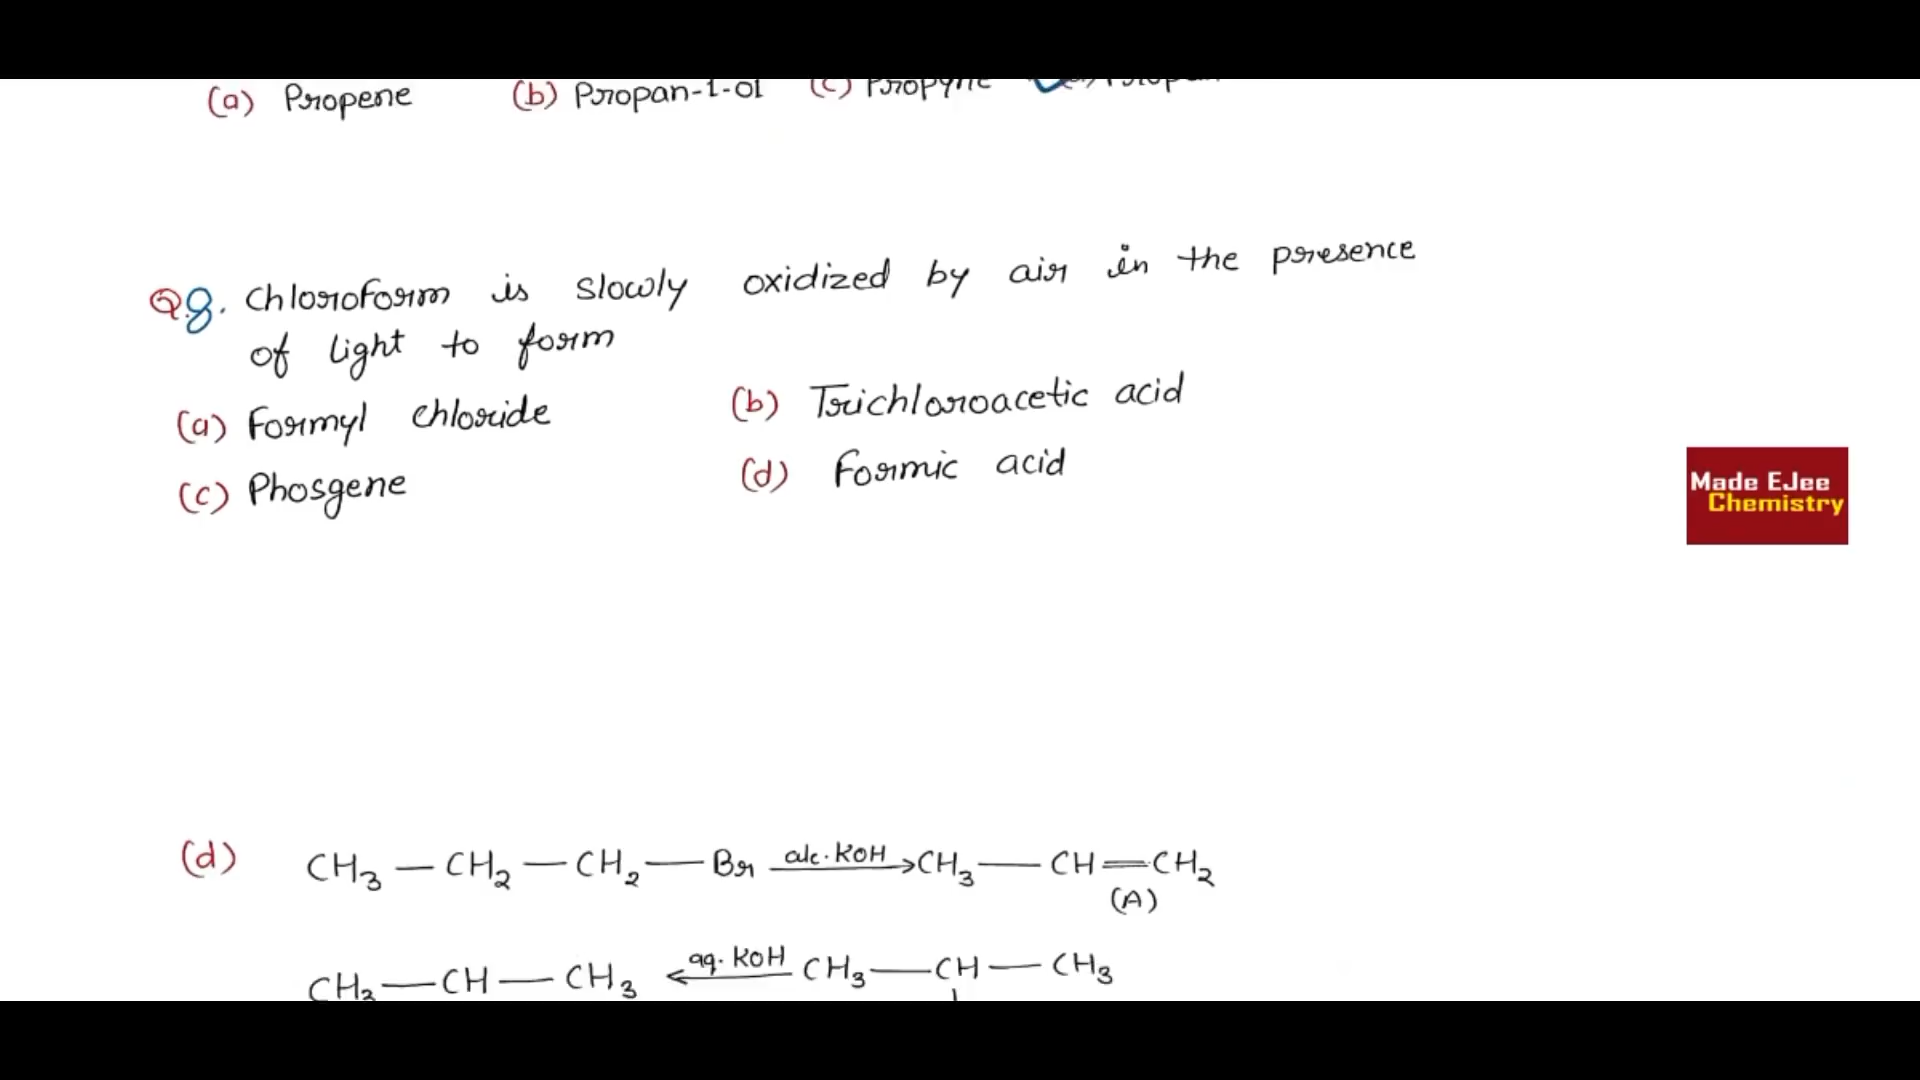 (a) Propene (b) Propan-1-ol (c) Propyne
Q8. Chloroform is slowly oxidized by air in the presence
of light to form
(a) Formyl chloride (b) Trichloroacetic acid
(c) Phosgene (d) Formic acid
Made EJee
Chemistry
(d) CH₃ — CH₂ — CH₂ — Br alc. KOH → CH₃ — CH = CH₂
(A)
CH₃ — CH — CH₃ ← aq. KOH CH₃ — CH — CH₃